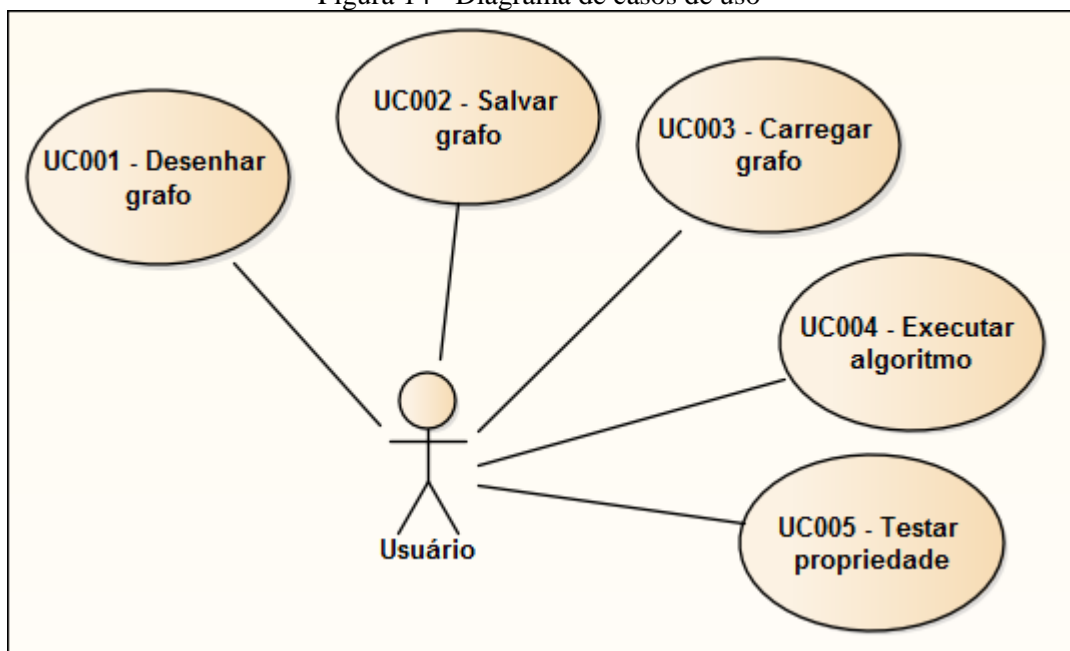 Figura 14 - Diagrama de casos de uso
UC001 - Desenhar
grafo
UC002 - Salvar
grafo
UC003 - Carregar
grafo
UC004 - Executar
algoritmo
UC005 - Testar
propriedade
Usuário